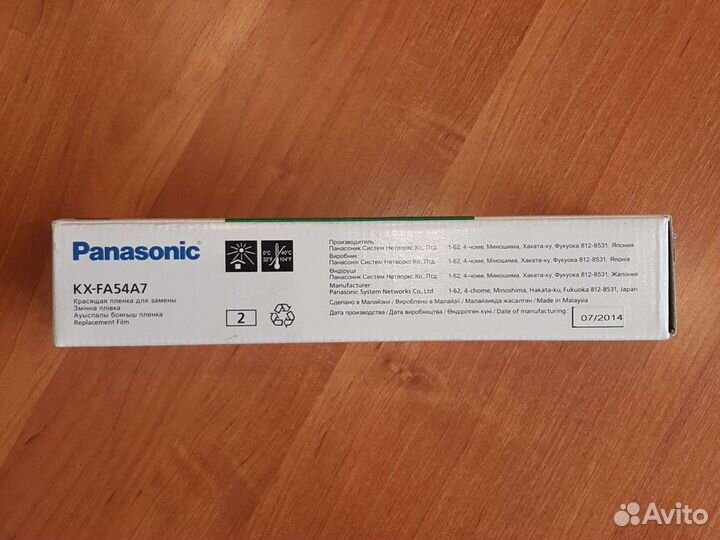 Panasonic
KX-FA54A7
Красящая пленка для замены
Змінна плівка
Ауыспалы бояғыш пленка
Replacement Film
0°C 40°C
32°F 104°F
2
Производитель:
Панасоник Систем Нетворкс Ко., Лтд. 1-62, 4-чоме, Миношима, Хаката-ку, Фукуока 812-8531, Япония
Виробник:
Панасонік Систем Нетворкс Ко., Лтд. 1-62, 4-чоме,Міношіма, Хаката-ку, Фукуока 812-8531, Японія
Өндіруші:
Панасоник Систем Нетворкс Ко., Лтд. 1-62, 4-чоме, Миношима, Хаката-ку, Фукуока 812-8531, Жапония
Manufacturer:
Panasonic System Networks Co., Ltd. 1-62, 4-chome, Minoshima, Hakata-ku, Fukuoka 812-8531, Japan
Сделано в Малайзии / Вироблено в Малайзії / Малайзияда жасалған / Made in Malaysia
Дата производства / Дата виробництва / Өндірілген күні / Date of manufacturing : 07/2014
Avito